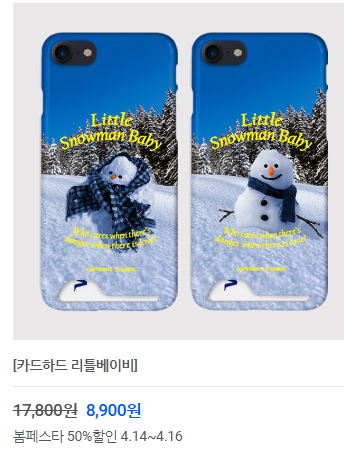 Little
Snowman Baby
Who cares when there's
danger when there is love!
Little
Snowman Baby
Who cares when there's
danger when there is love!
[카드하드 리틀베이비]
17,800원 8,900원
봄페스타 50%할인 4.14~4.16